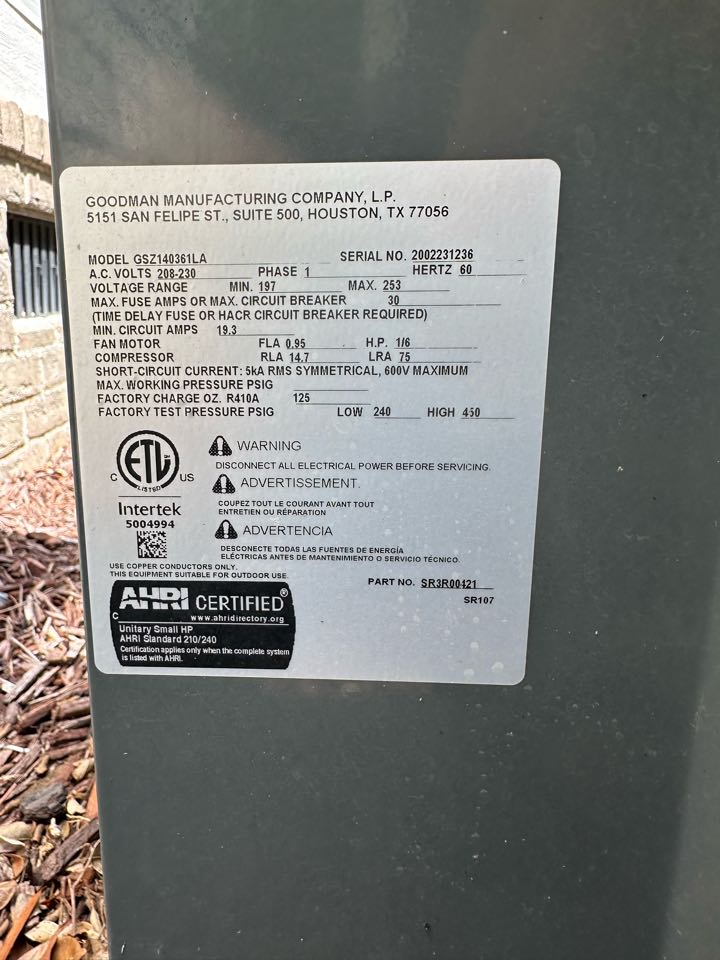 GOODMAN MANUFACTURING COMPANY, L.P.
5151 SAN FELIPE ST., SUITE 500, HOUSTON, TX 77056
MODEL GSZ140361LA SERIAL NO. 2002231236
A.C. VOLTS 208-230 PHASE 1 HERTZ 60
VOLTAGE RANGE MIN. 197 MAX. 253
MAX. FUSE AMPS OR MAX. CIRCUIT BREAKER 30
(TIME DELAY FUSE OR HACR CIRCUIT BREAKER REQUIRED)
MIN. CIRCUIT AMPS 19.3
FAN MOTOR FLA 0.95 H.P. 1/6
COMPRESSOR RLA 14.7 LRA 75
SHORT-CIRCUIT CURRENT: 5kA RMS SYMMETRICAL, 600V MAXIMUM
MAX. WORKING PRESSURE PSIG
FACTORY CHARGE OZ. R410A 125
FACTORY TEST PRESSURE PSIG LOW 240 HIGH 450
ETL
C LISTED US
Intertek
5004994
WARNING
DISCONNECT ALL ELECTRICAL POWER BEFORE SERVICING.
AVERTISSEMENT.
COUPEZ TOUT LE COURANT AVANT TOUT
ENTRETIEN OU RÉPARATION
ADVERTENCIA
DESCONECTE TODAS LAS FUENTES DE ENERGÍA
ELÉCTRICAS ANTES DE MANTENIMIENTO O SERVICIO TÉCNICO.
USE COPPER CONDUCTORS ONLY.
THIS EQUIPMENT SUITABLE FOR OUTDOOR USE.
PART NO. SR3R00421
SR107
AHRI CERTIFIED®
C www.ahridirectory.org
Unitary Small HP
AHRI Standard 210/240
Certification applies only when the complete system
is listed with AHRI.